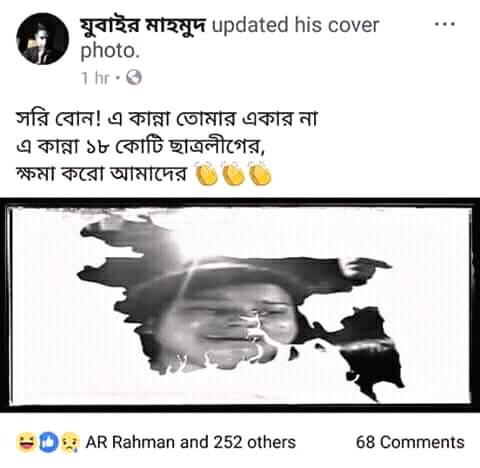 যুবাইর মাহমুদ updated his cover
photo.
1 hr
সরি বোন! এ কান্না তোমার একার না
এ কান্না ১৮ কোটি ছাত্রলীগের,
ক্ষমা করো আমাদের 👏👏👏
AR Rahman and 252 others 68 Comments